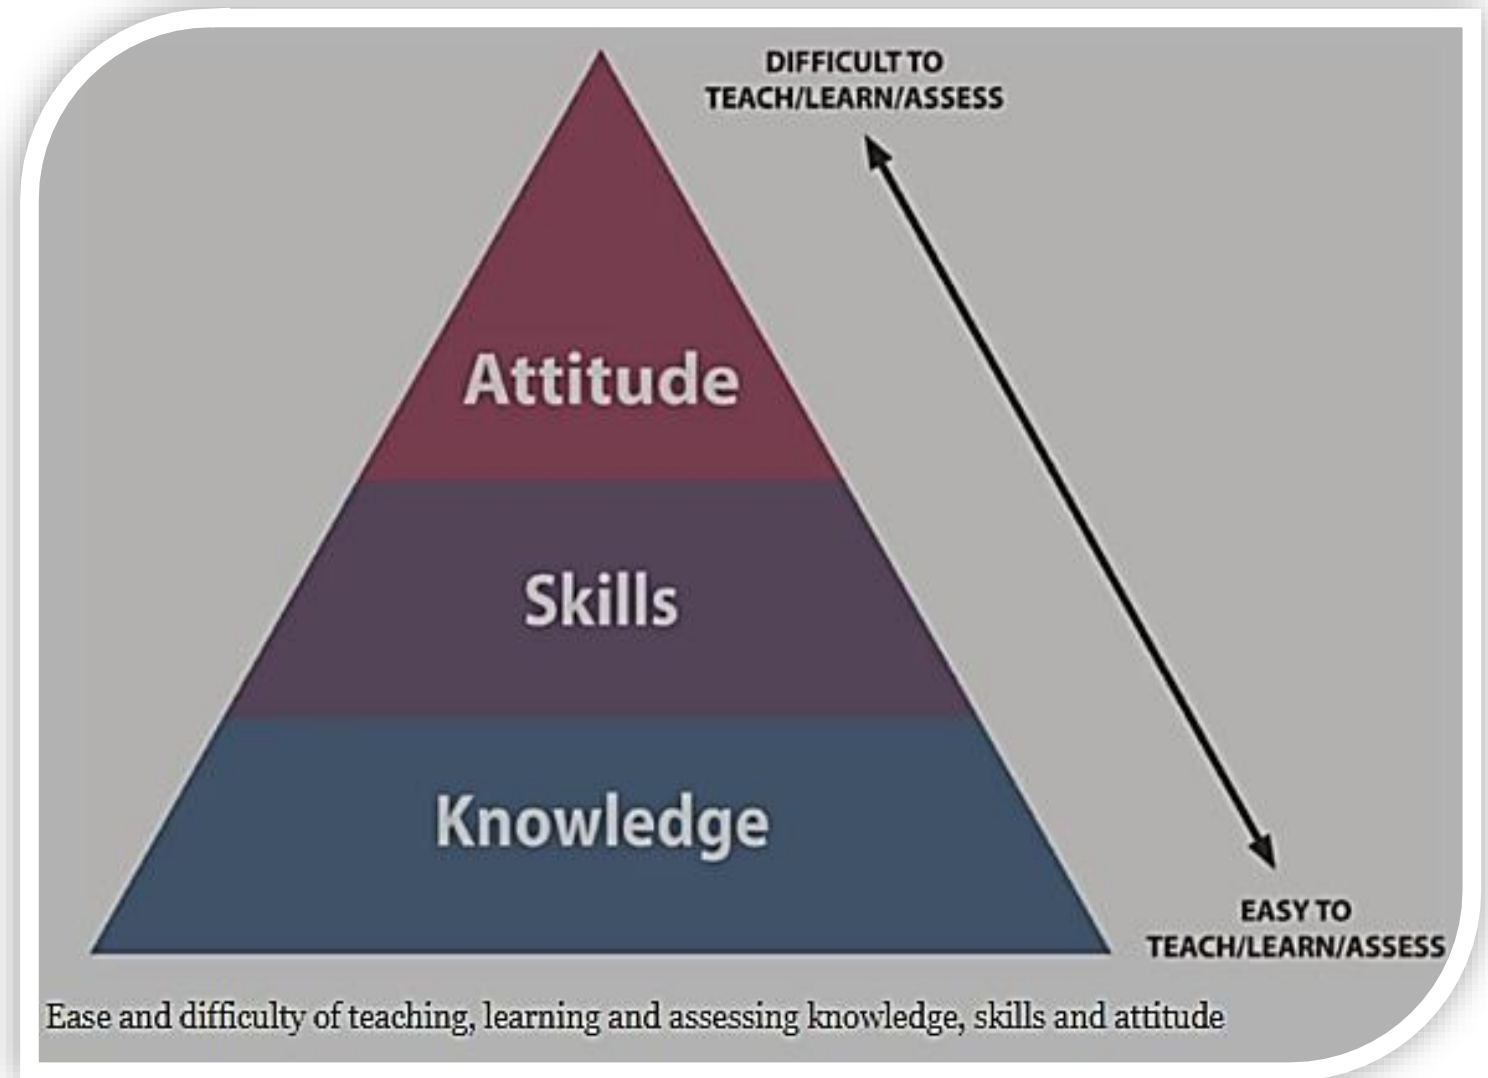 DIFFICULT TO
TEACH/LEARN/ASSESS
Attitude
Skills
Knowledge
EASY TO
TEACH/LEARN/ASSESS
Ease and difficulty of teaching, learning and assessing knowledge, skills and attitude